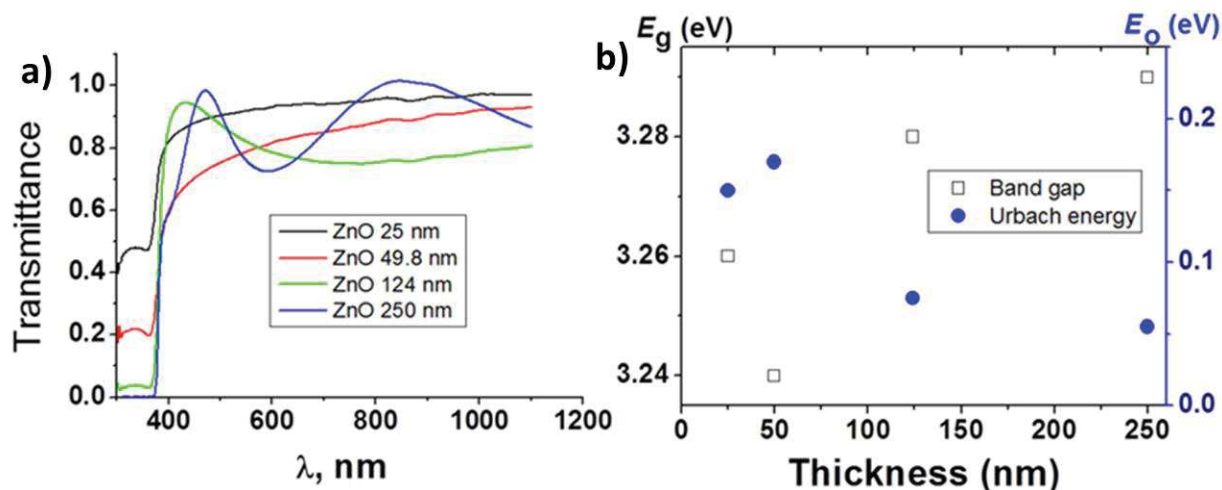 a)
Transmittance
1.0
0.8
0.6
0.4
0.2
0.0
ZnO 25 nm
ZnO 49.8 nm
ZnO 124 nm
ZnO 250 nm
400 600 800 1000 1200
λ, nm
E g (eV) E o (eV)
b)
3.28
3.26
3.24
Band gap
Urbach energy
0.2
0.1
0.0
0 50 100 150 200 250
Thickness (nm)